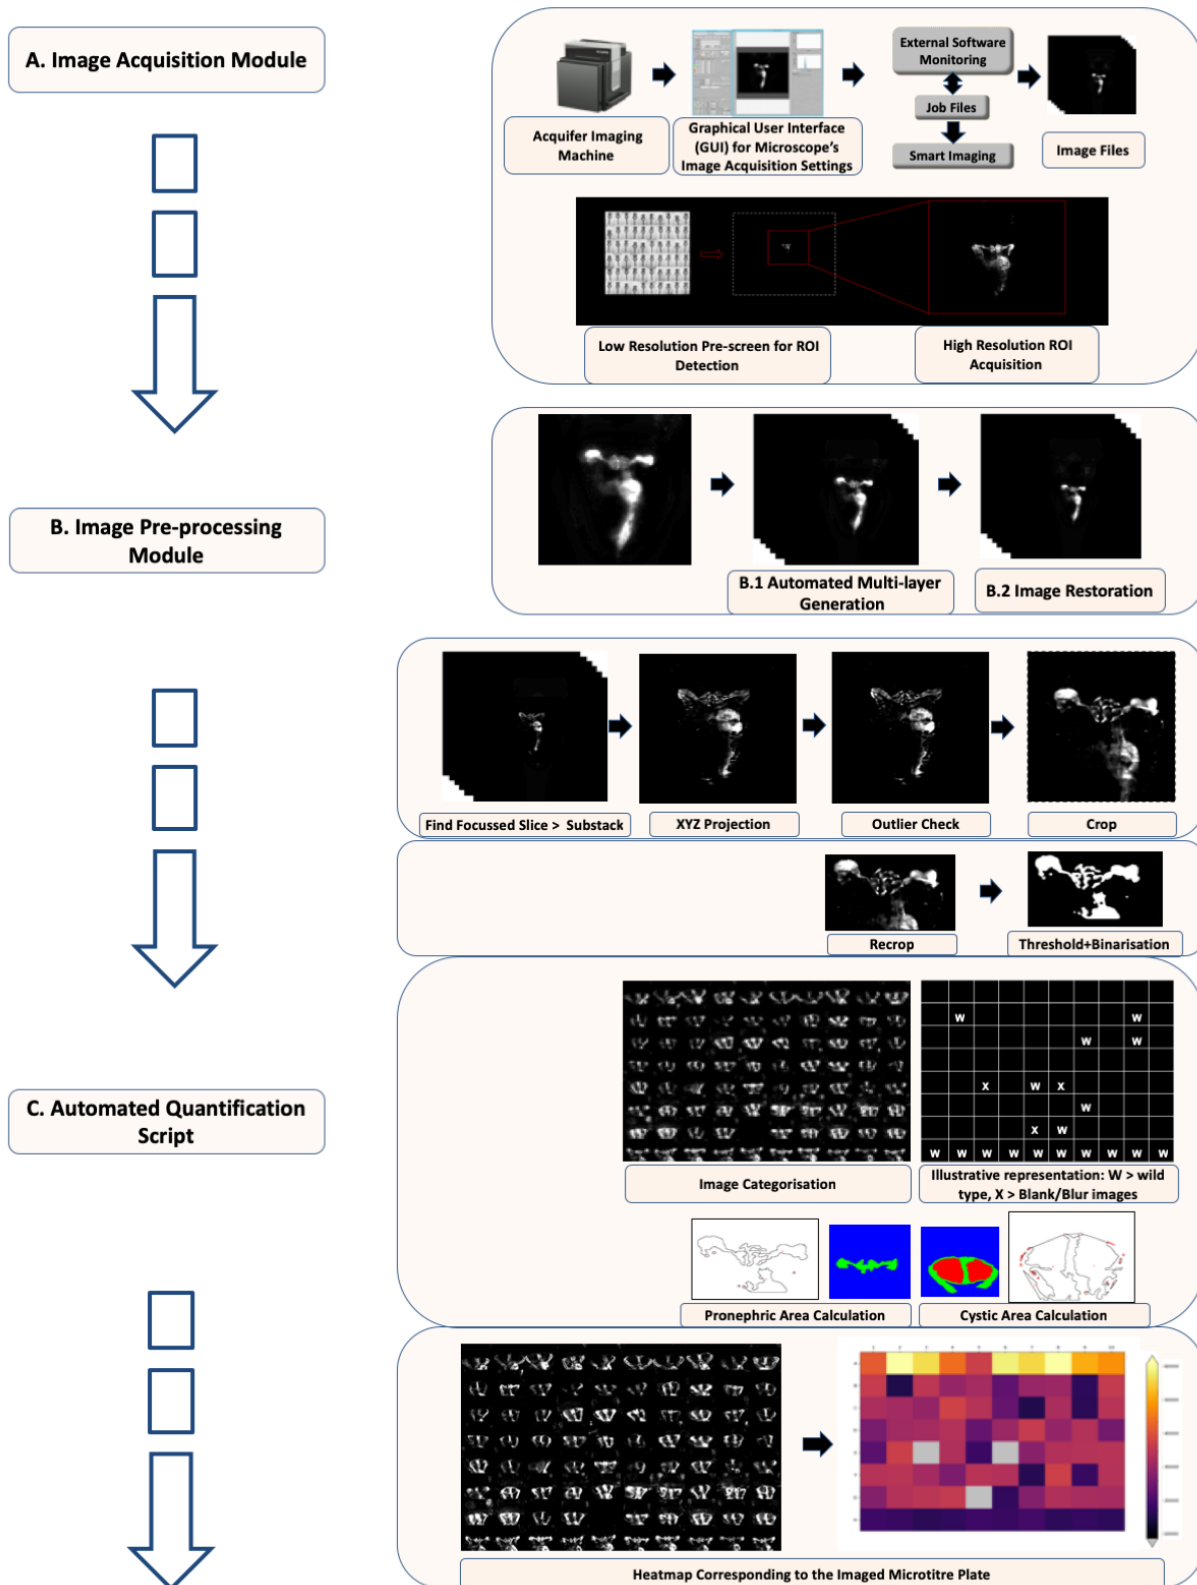 A. Image Acquisition Module
Acquifer Imaging
Machine
Graphical User Interface
(GUI) for Microscope's
Image Acquisition Settings
External Software
Monitoring
Job Files
Smart Imaging
Image Files
Low Resolution Pre-screen for ROI
Detection
High Resolution ROI
Acquisition
B. Image Pre-processing
Module
B.1 Automated Multi-layer
Generation
B.2 Image Restoration
Find Focussed Slice > Substack
XYZ Projection
Outlier Check
Crop
Recrop
Threshold+Binarisation
C. Automated Quantification
Script
W W
W W
X W X
W
X W
W W W W W W W W W W
Image Categorisation
Illustrative representation: W > wild
type, X > Blank/Blur images
Pronephric Area Calculation
Cystic Area Calculation
Heatmap Corresponding to the Imaged Microtitre Plate